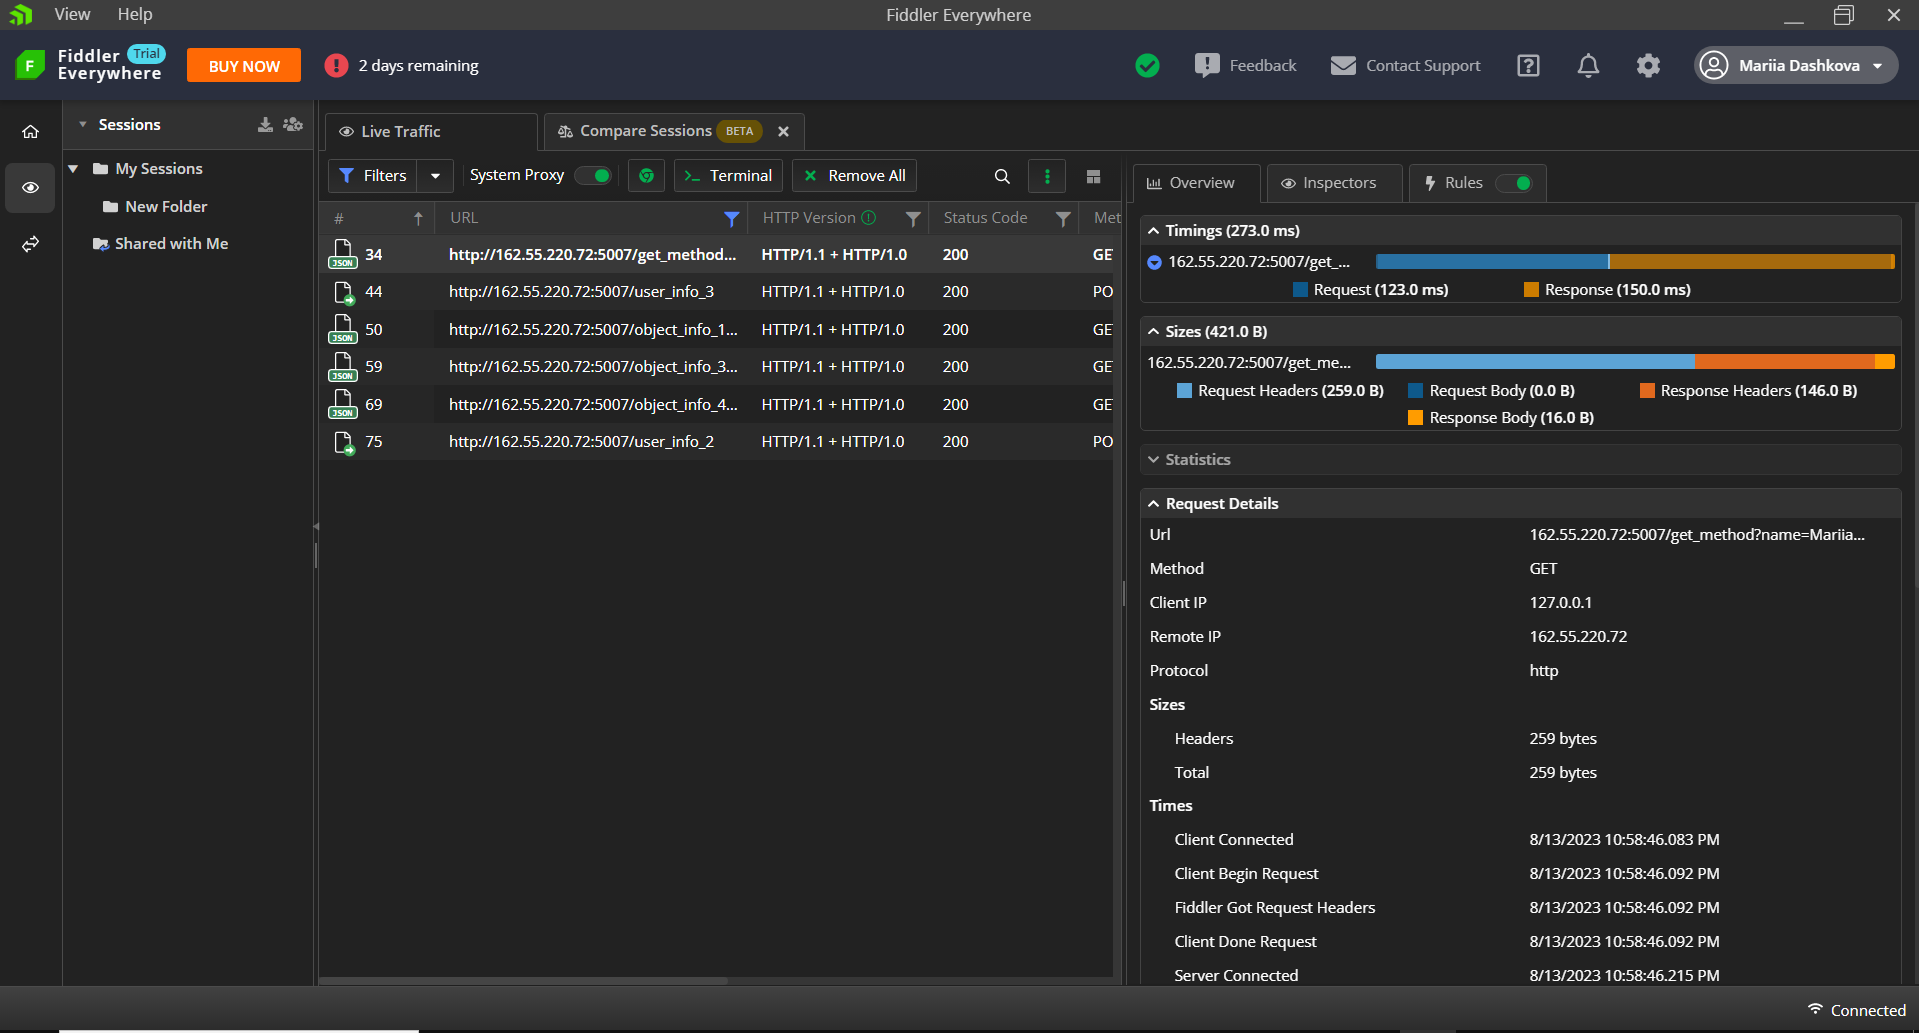 View Help Fiddler Everywhere
Fiddler Trial
Everywhere
BUY NOW
2 days remaining
Feedback Contact Support Mariia Dashkova
Sessions
My Sessions
New Folder
Shared with Me
Live Traffic Compare Sessions BETA
Filters System Proxy Terminal Remove All
# URL HTTP Version Status Code Met
JSON 34 http://162.55.220.72:5007/get_method... HTTP/1.1 + HTTP/1.0 200 GE
44 http://162.55.220.72:5007/user_info_3 HTTP/1.1 + HTTP/1.0 200 PO
JSON 50 http://162.55.220.72:5007/object_info_1... HTTP/1.1 + HTTP/1.0 200 GE
JSON 59 http://162.55.220.72:5007/object_info_3... HTTP/1.1 + HTTP/1.0 200 GE
JSON 69 http://162.55.220.72:5007/object_info_4... HTTP/1.1 + HTTP/1.0 200 GE
75 http://162.55.220.72:5007/user_info_2 HTTP/1.1 + HTTP/1.0 200 PO
Overview Inspectors Rules
Timings (273.0 ms)
162.55.220.72:5007/get_...
Request (123.0 ms) Response (150.0 ms)
Sizes (421.0 B)
162.55.220.72:5007/get_me...
Request Headers (259.0 B) Request Body (0.0 B) Response Headers (146.0 B)
Response Body (16.0 B)
Statistics
Request Details
Url 162.55.220.72:5007/get_method?name=Mariia...
Method GET
Client IP 127.0.0.1
Remote IP 162.55.220.72
Protocol http
Sizes
Headers 259 bytes
Total 259 bytes
Times
Client Connected 8/13/2023 10:58:46.083 PM
Client Begin Request 8/13/2023 10:58:46.092 PM
Fiddler Got Request Headers 8/13/2023 10:58:46.092 PM
Client Done Request 8/13/2023 10:58:46.092 PM
Server Connected 8/13/2023 10:58:46.215 PM
Connected